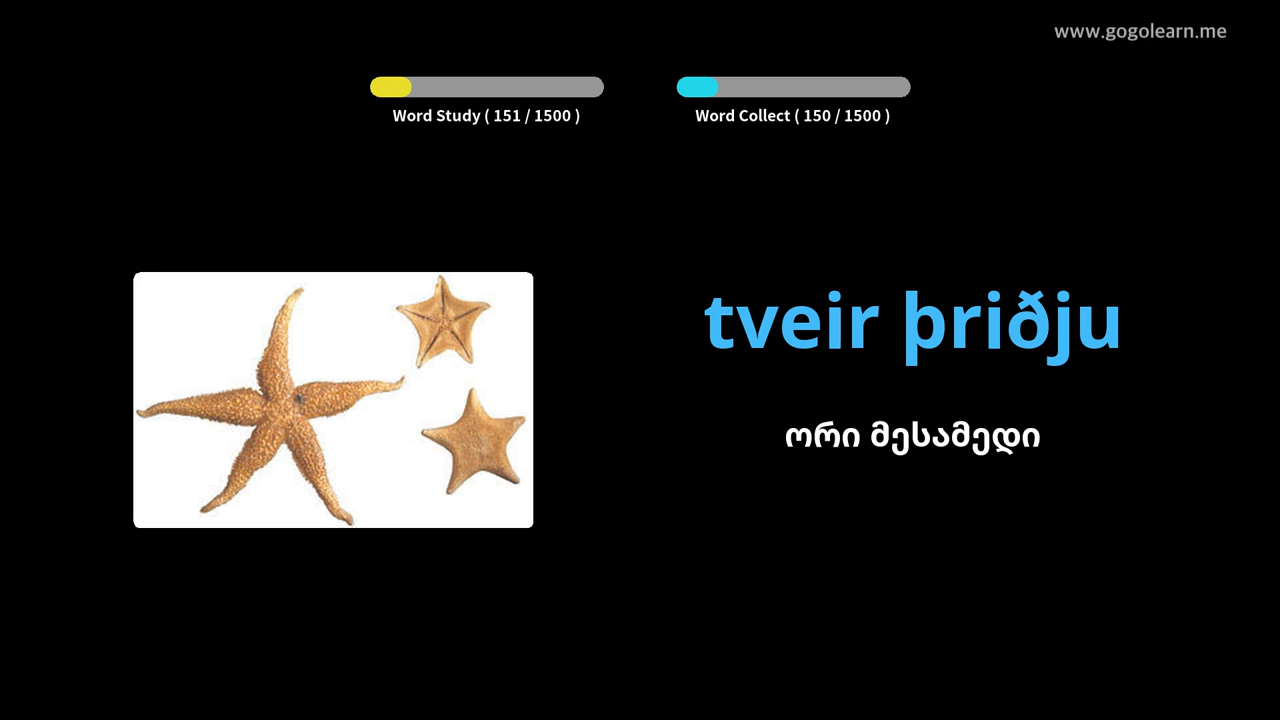 www.gogolearn.me
Word Study ( 151 / 1500 )
Word Collect ( 150 / 1500 )
tveir þriðju
ორი მესამედი